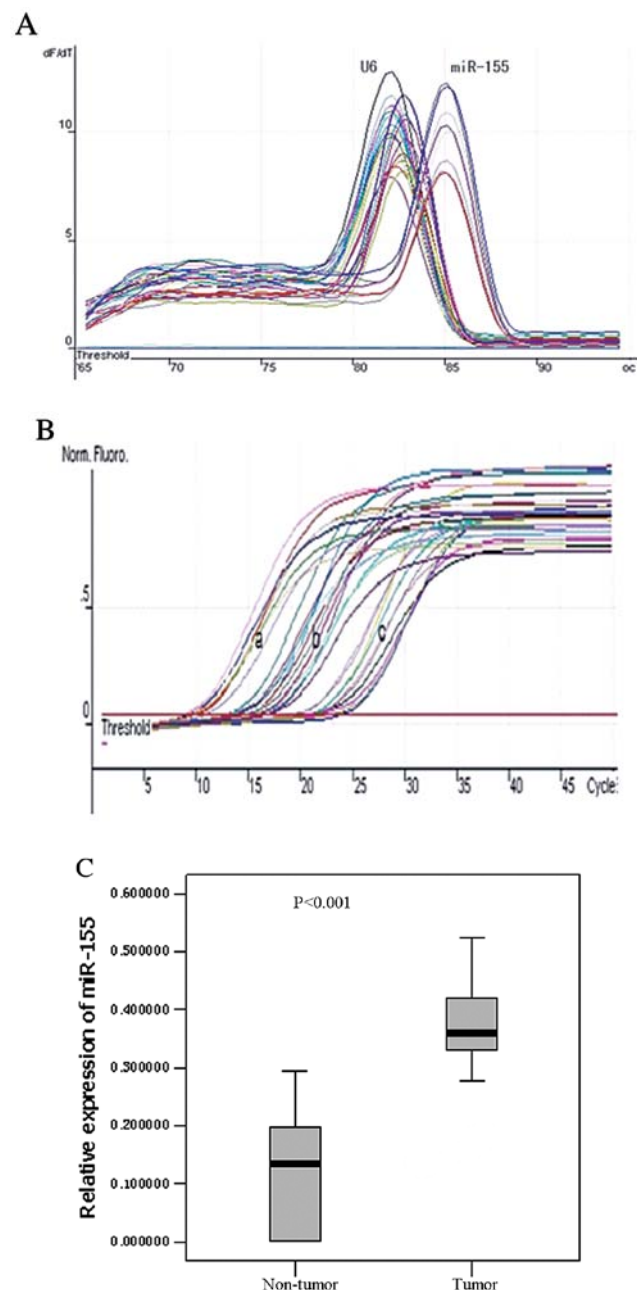 A
dF/dT
U6 miR-155
10
5
0
Threshold
65 70 75 80 85 90 oc
B
Norm. Fluoro.
.5
a b c
0
Threshold
5 10 15 20 25 30 35 40 45 Cycle:
C
P<0.001
Relative expression of miR-155
0.600000
0.500000
0.400000
0.300000
0.200000
0.100000
0.000000
Non-tumor Tumor